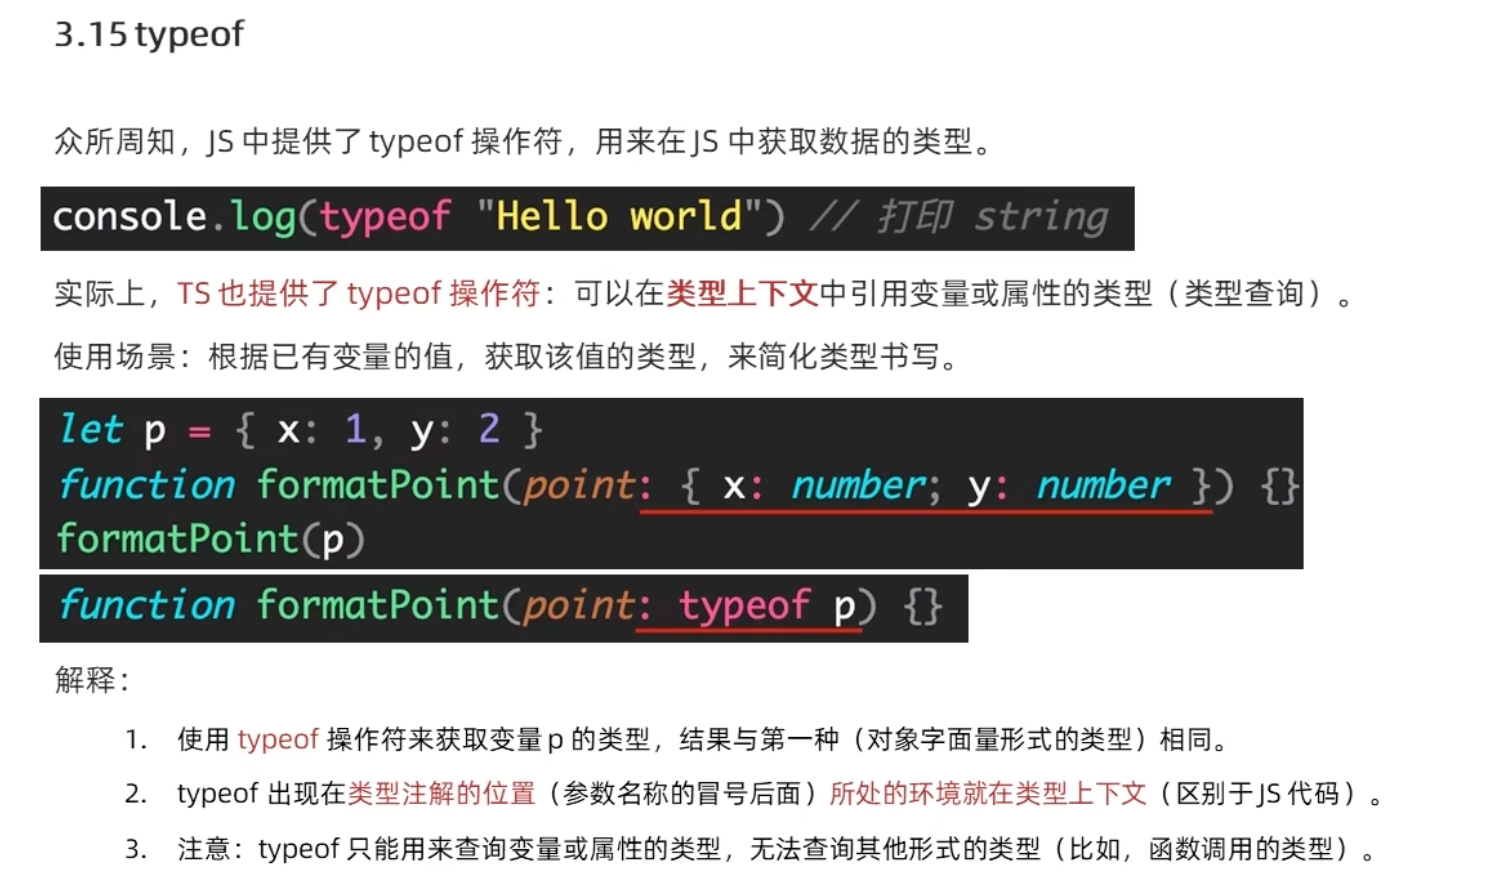 3.15 typeof
众所周知，JS 中提供了 typeof 操作符，用来在 JS 中获取数据的类型。
console.log(typeof "Hello world") // 打印 string
实际上，TS 也提供了 typeof 操作符：可以在类型上下文中引用变量或属性的类型（类型查询）。
使用场景：根据已有变量的值，获取该值的类型，来简化类型书写。
let p = { x: 1, y: 2 }
function formatPoint(point: { x: number; y: number }) {}
formatPoint(p)
function formatPoint(point: typeof p) {}
解释：
1. 使用 typeof 操作符来获取变量 p 的类型，结果与第一种（对象字面量形式的类型）相同。
2. typeof 出现在类型注解的位置（参数名称的冒号后面）所处的环境就在类型上下文（区别于 JS 代码）。
3. 注意：typeof 只能用来查询变量或属性的类型，无法查询其他形式的类型（比如，函数调用的类型）。